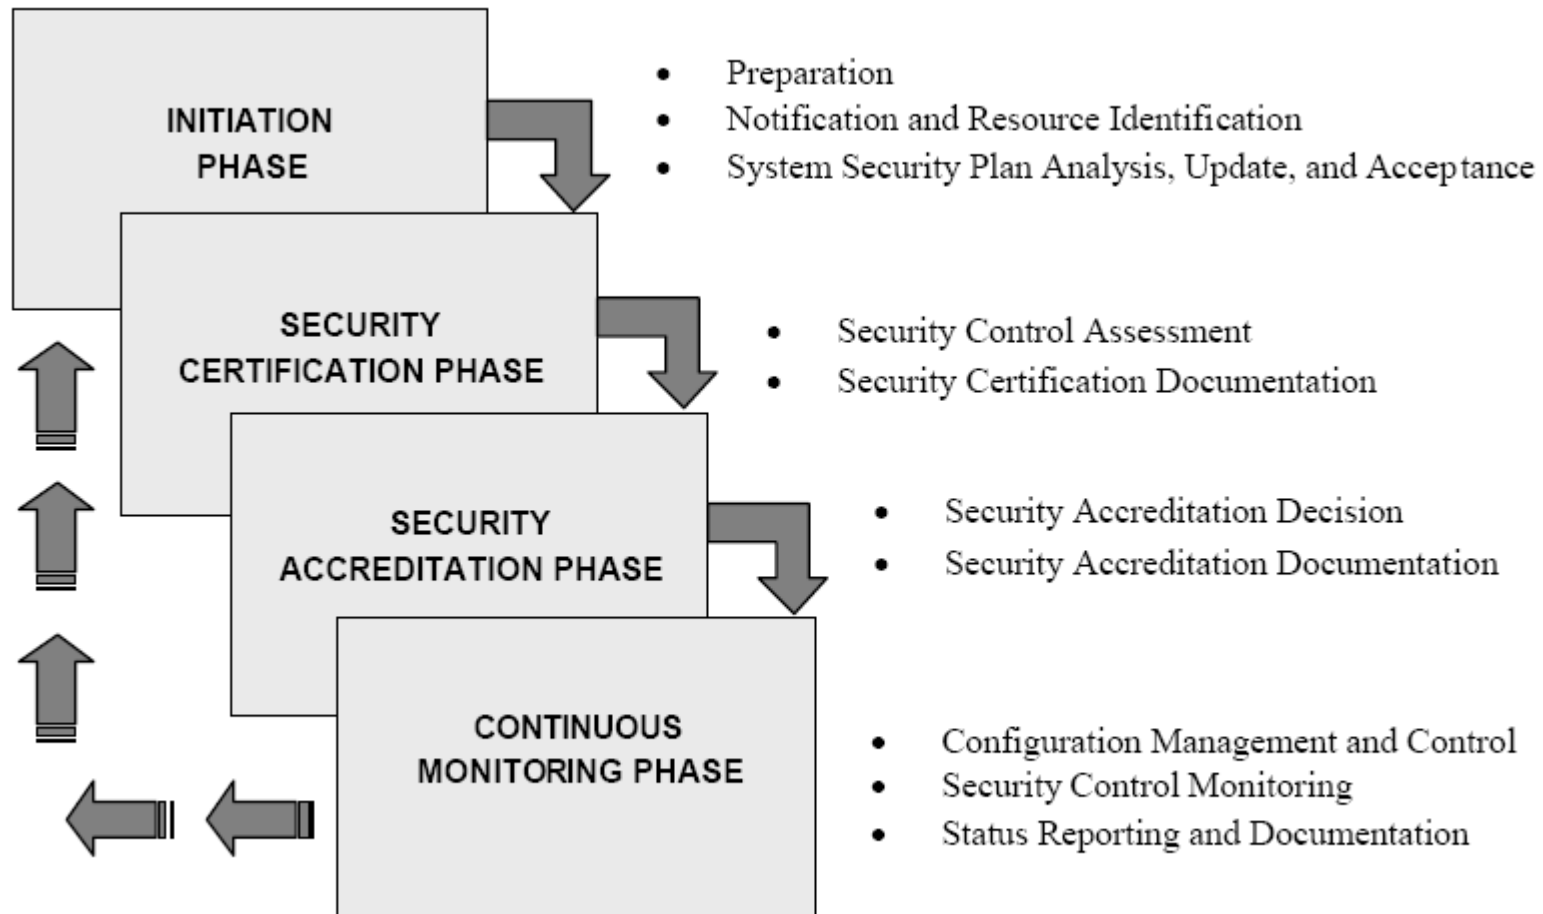 INITIATION
PHASE
• Preparation
• Notification and Resource Identification
• System Security Plan Analysis, Update, and Acceptance
SECURITY
CERTIFICATION PHASE
• Security Control Assessment
• Security Certification Documentation
SECURITY
ACCREDITATION PHASE
• Security Accreditation Decision
• Security Accreditation Documentation
CONTINUOUS
MONITORING PHASE
• Configuration Management and Control
• Security Control Monitoring
• Status Reporting and Documentation